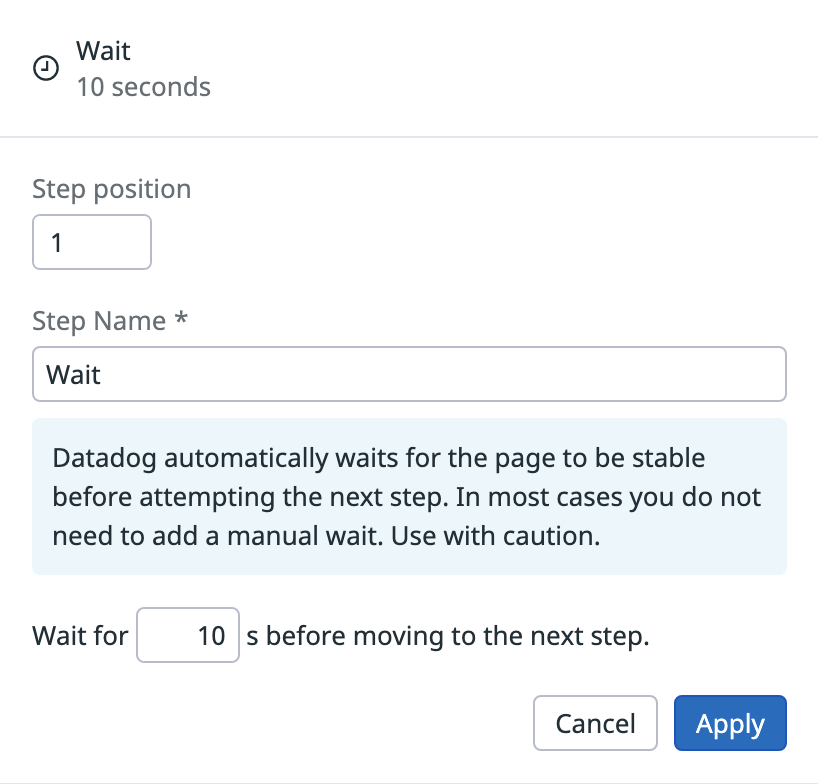 Wait
10 seconds
Step position
1
Step Name *
Wait
Datadog automatically waits for the page to be stable
before attempting the next step. In most cases you do not
need to add a manual wait. Use with caution.
Wait for 10 s before moving to the next step.
Cancel Apply